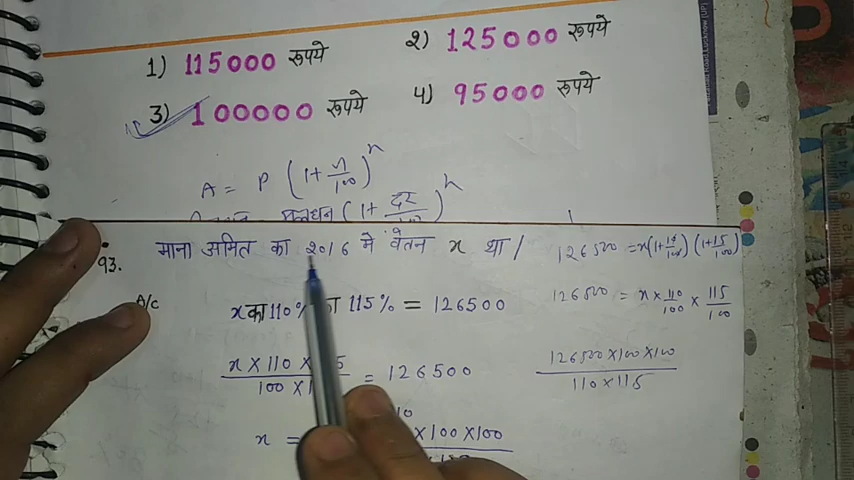 1) 115000 रूपये 2) 125000 रूपये
3) 100000 रूपये 4) 95000 रूपये
A = P (1+ /100)^n
(1+ दर/
93. माना अमित का 2016 में वेतन x था / 126500 = x(1+10/100)(1+15/100)
A/c x का 110% का 115% = 126500 126500 = x × 110/100 × 115/100
x × 110 × / 100 × = 126500 126500×100×100 / 110×115
x = ×100×100